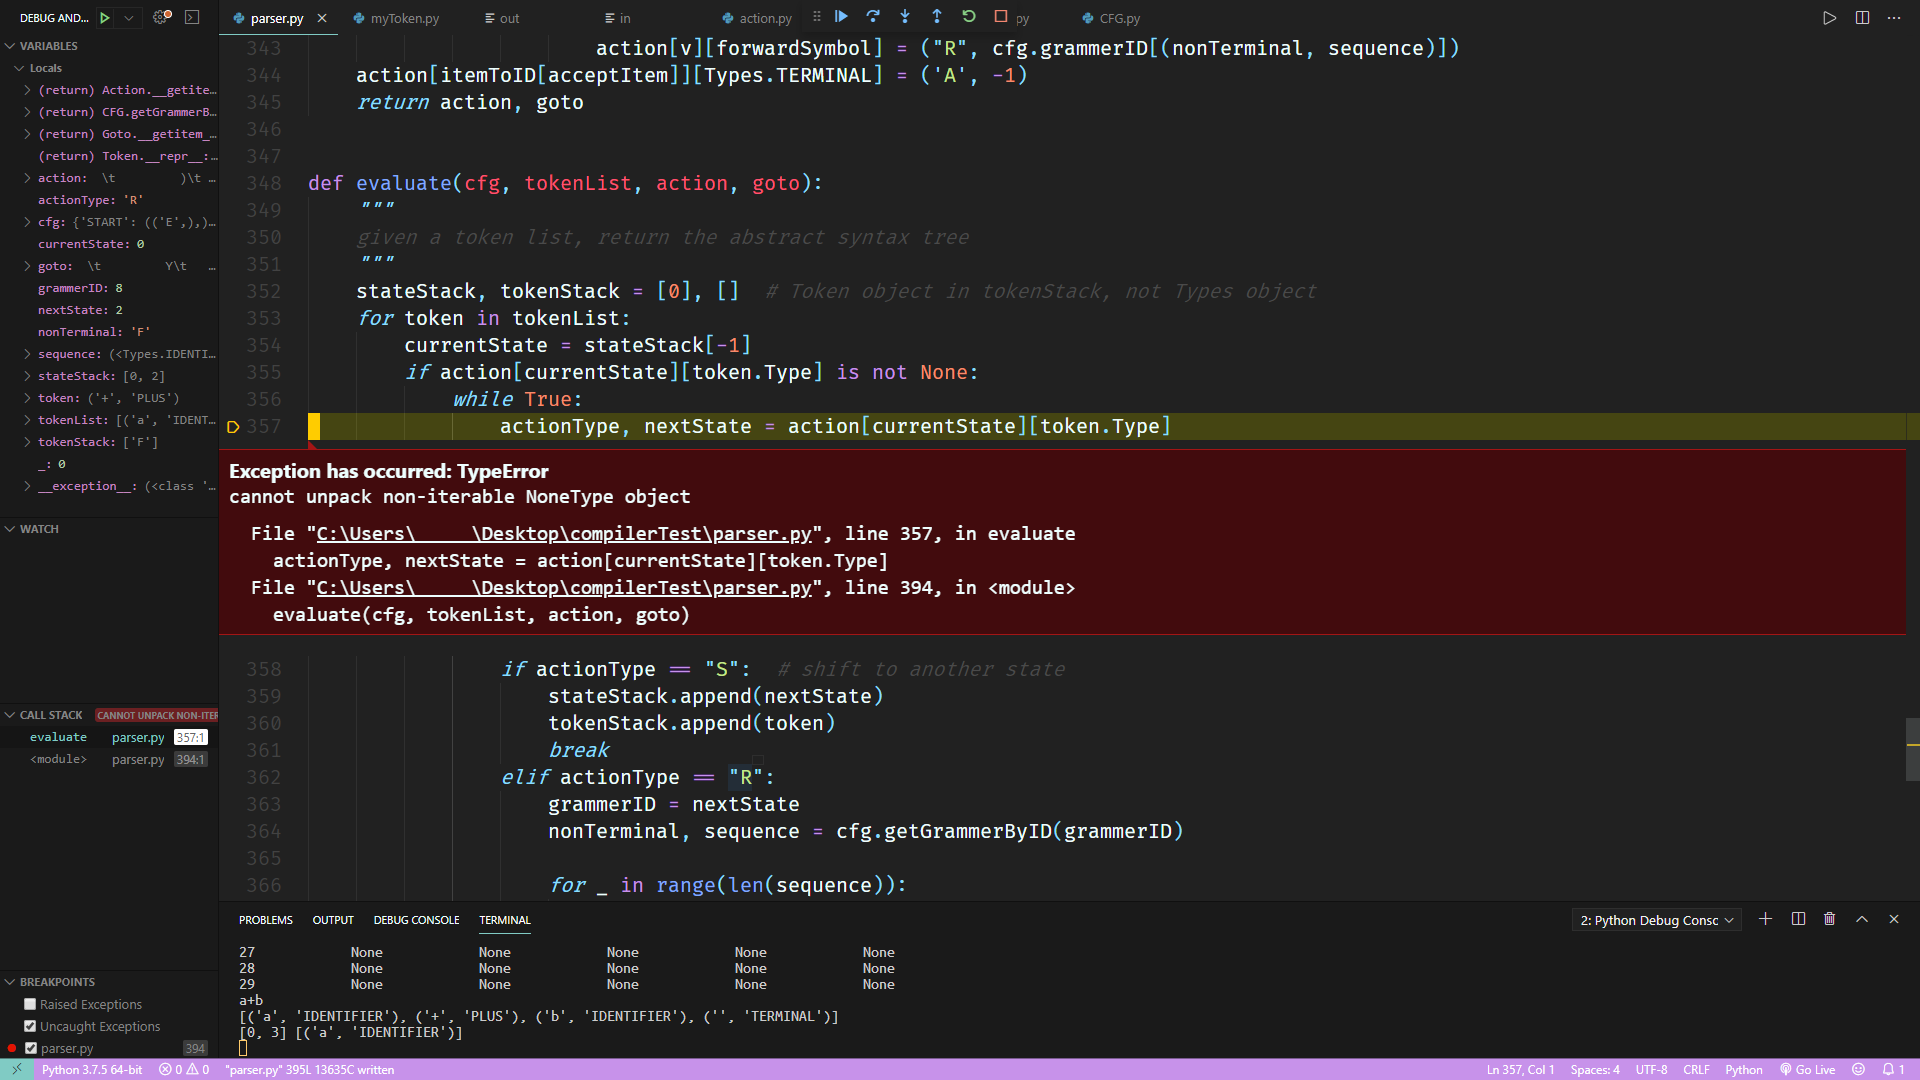 DEBUG AND...
parser.py
myToken.py
out
in
action.py
py
CFG.py
VARIABLES
Locals
(return) Action.__getite…
(return) CFG.getGrammerB…
(return) Goto.__getitem_…
(return) Token.__repr__:…
action:  \t          )\t …
actionType: 'R'
cfg: {'START': (('E',),)…
currentState: 0
goto:  \t         Y\t   …
grammerID: 8
nextState: 2
nonTerminal: 'F'
sequence: (<Types.IDENTI…
stateStack: [0, 2]
token: ('+', 'PLUS')
tokenList: [('a', 'IDENT…
tokenStack: ['F']
_: 0
__exception__: (<class '…
WATCH
CALL STACK CANNOT UNPACK NON-ITER
evaluate parser.py 357:1
<module> parser.py 394:1
BREAKPOINTS
Raised Exceptions
Uncaught Exceptions
parser.py 394
343 action[v][forwardSymbol] = ("R", cfg.grammerID[(nonTerminal, sequence)])
344 action[itemToID[acceptItem]][Types.TERMINAL] = ('A', -1)
345 return action, goto
346
347
348 def evaluate(cfg, tokenList, action, goto):
349 """
350 given a token list, return the abstract syntax tree
351 """
352 stateStack, tokenStack = [0], []  # Token object in tokenStack, not Types object
353 for token in tokenList:
354 currentState = stateStack[-1]
355 if action[currentState][token.Type] is not None:
356 while True:
357 actionType, nextState = action[currentState][token.Type]
Exception has occurred: TypeError
cannot unpack non-iterable NoneType object
File "C:\Users\     \Desktop\compilerTest\parser.py", line 357, in evaluate
actionType, nextState = action[currentState][token.Type]
File "C:\Users\     \Desktop\compilerTest\parser.py", line 394, in <module>
evaluate(cfg, tokenList, action, goto)
358 if actionType == "S":  # shift to another state
359 stateStack.append(nextState)
360 tokenStack.append(token)
361 break
362 elif actionType == "R":
363 grammerID = nextState
364 nonTerminal, sequence = cfg.getGrammerByID(grammerID)
365
366 for _ in range(len(sequence)):
PROBLEMS OUTPUT DEBUG CONSOLE TERMINAL
2: Python Debug Consc
27 None None None None None
28 None None None None None
29 None None None None None
a+b
[('a', 'IDENTIFIER'), ('+', 'PLUS'), ('b', 'IDENTIFIER'), ('', 'TERMINAL')]
[0, 3] [('a', 'IDENTIFIER')]
Python 3.7.5 64-bit 0 0 "parser.py" 395L 13635C written
Ln 357, Col 1 Spaces: 4 UTF-8 CRLF Python Go Live 1